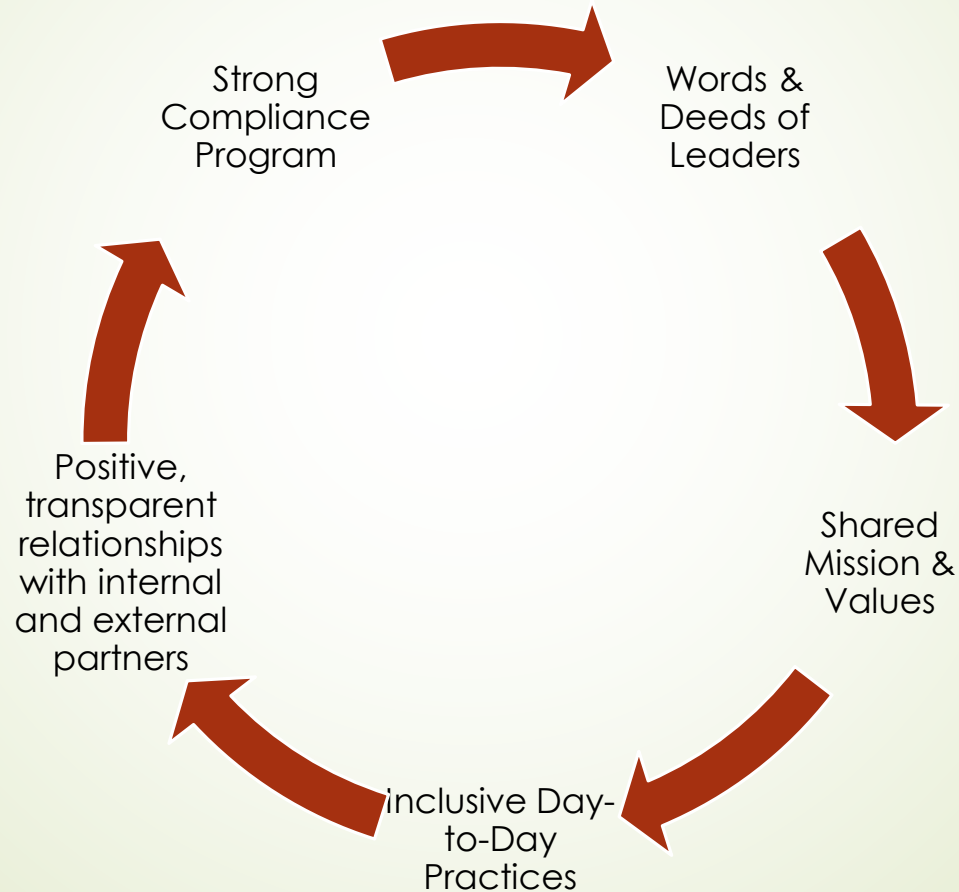 Strong
Compliance
Program
Words &
Deeds of
Leaders
Shared
Mission &
Values
Inclusive Day-
to-Day
Practices
Positive,
transparent
relationships
with internal
and external
partners